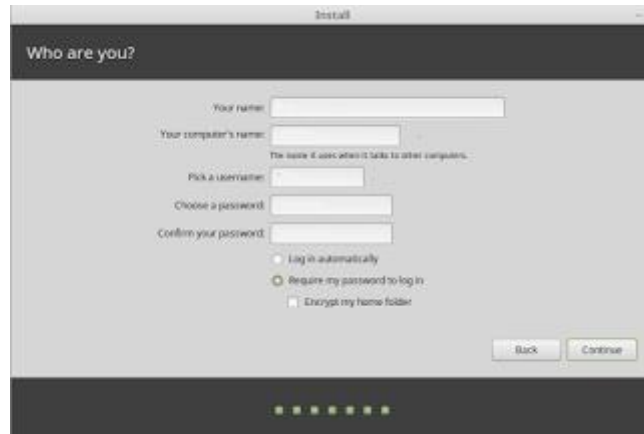 Install
Who are you?
Your name:
Your computer's name:
The name it uses when it talks to other computers.
Pick a username:
Choose a password:
Confirm your password:
Log in automatically
Require my password to log in
Encrypt my home folder
Back Continue